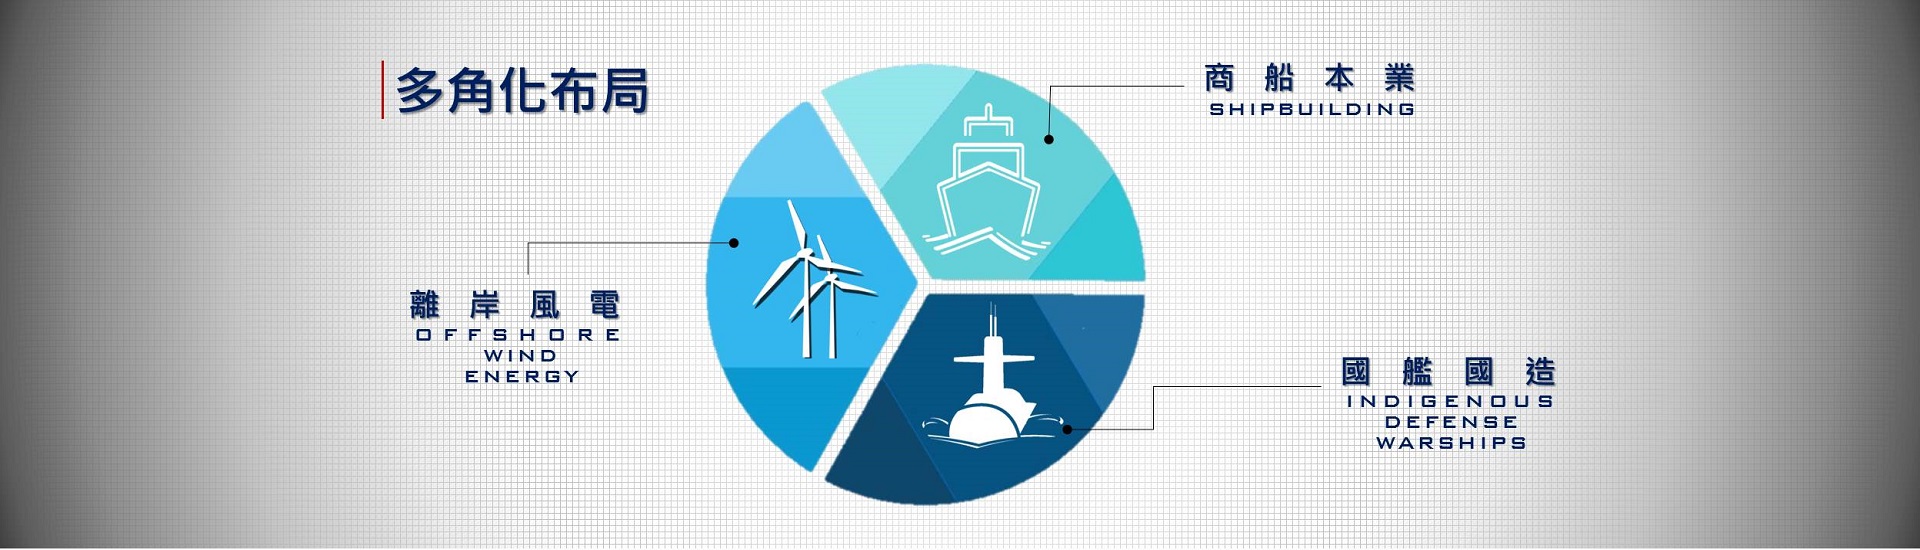 多角化布局
商船本業
SHIPBUILDING
離岸風電
OFFSHORE
WIND
ENERGY
國艦國造
INDIGENOUS
DEFENSE
WARSHIPS